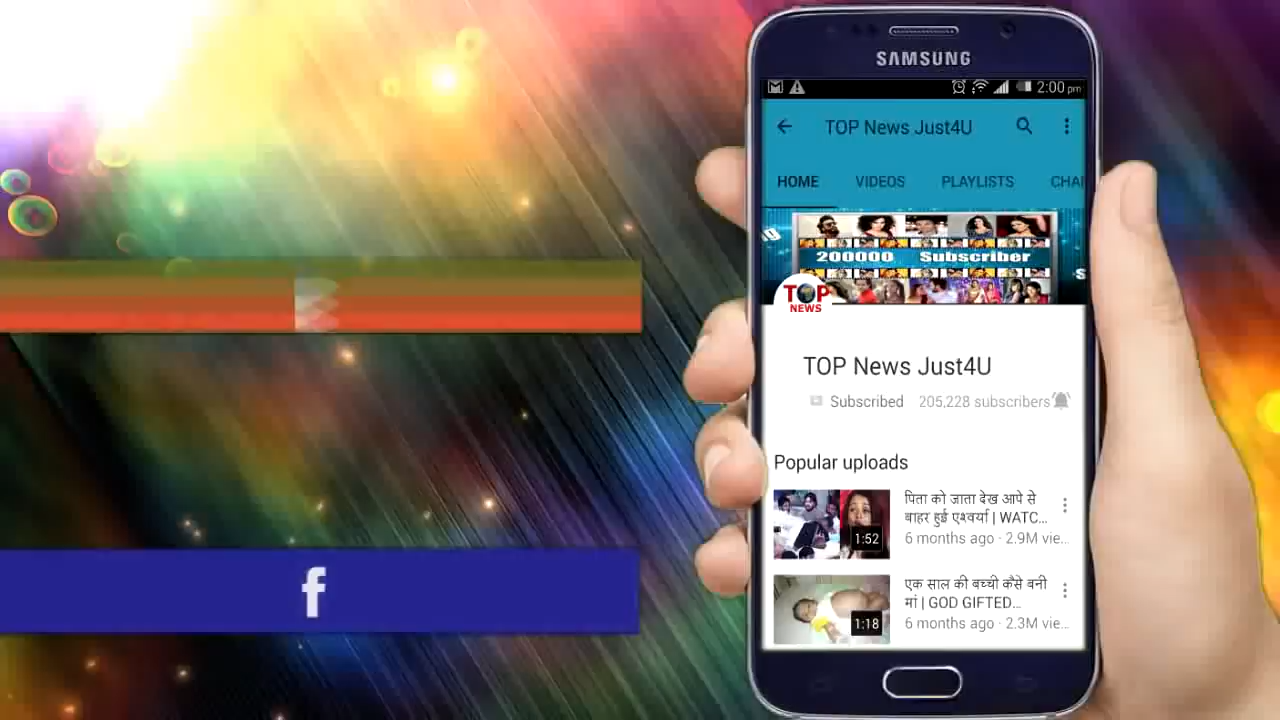 SAMSUNG
2:00 pm
TOP News Just4U
HOME VIDEOS PLAYLISTS CHA
200000 Subscriber
TOP
NEWS
TOP News Just4U
Subscribed 205,228 subscribers
Popular uploads
पिता को जाता देख आपे से
बाहर हुई एश्वर्या | WATC...
6 months ago · 2.9M vie...
1:52
एक साल की बच्ची कैसे बनी
मां | GOD GIFTED...
6 months ago · 2.3M vie...
1:18
f